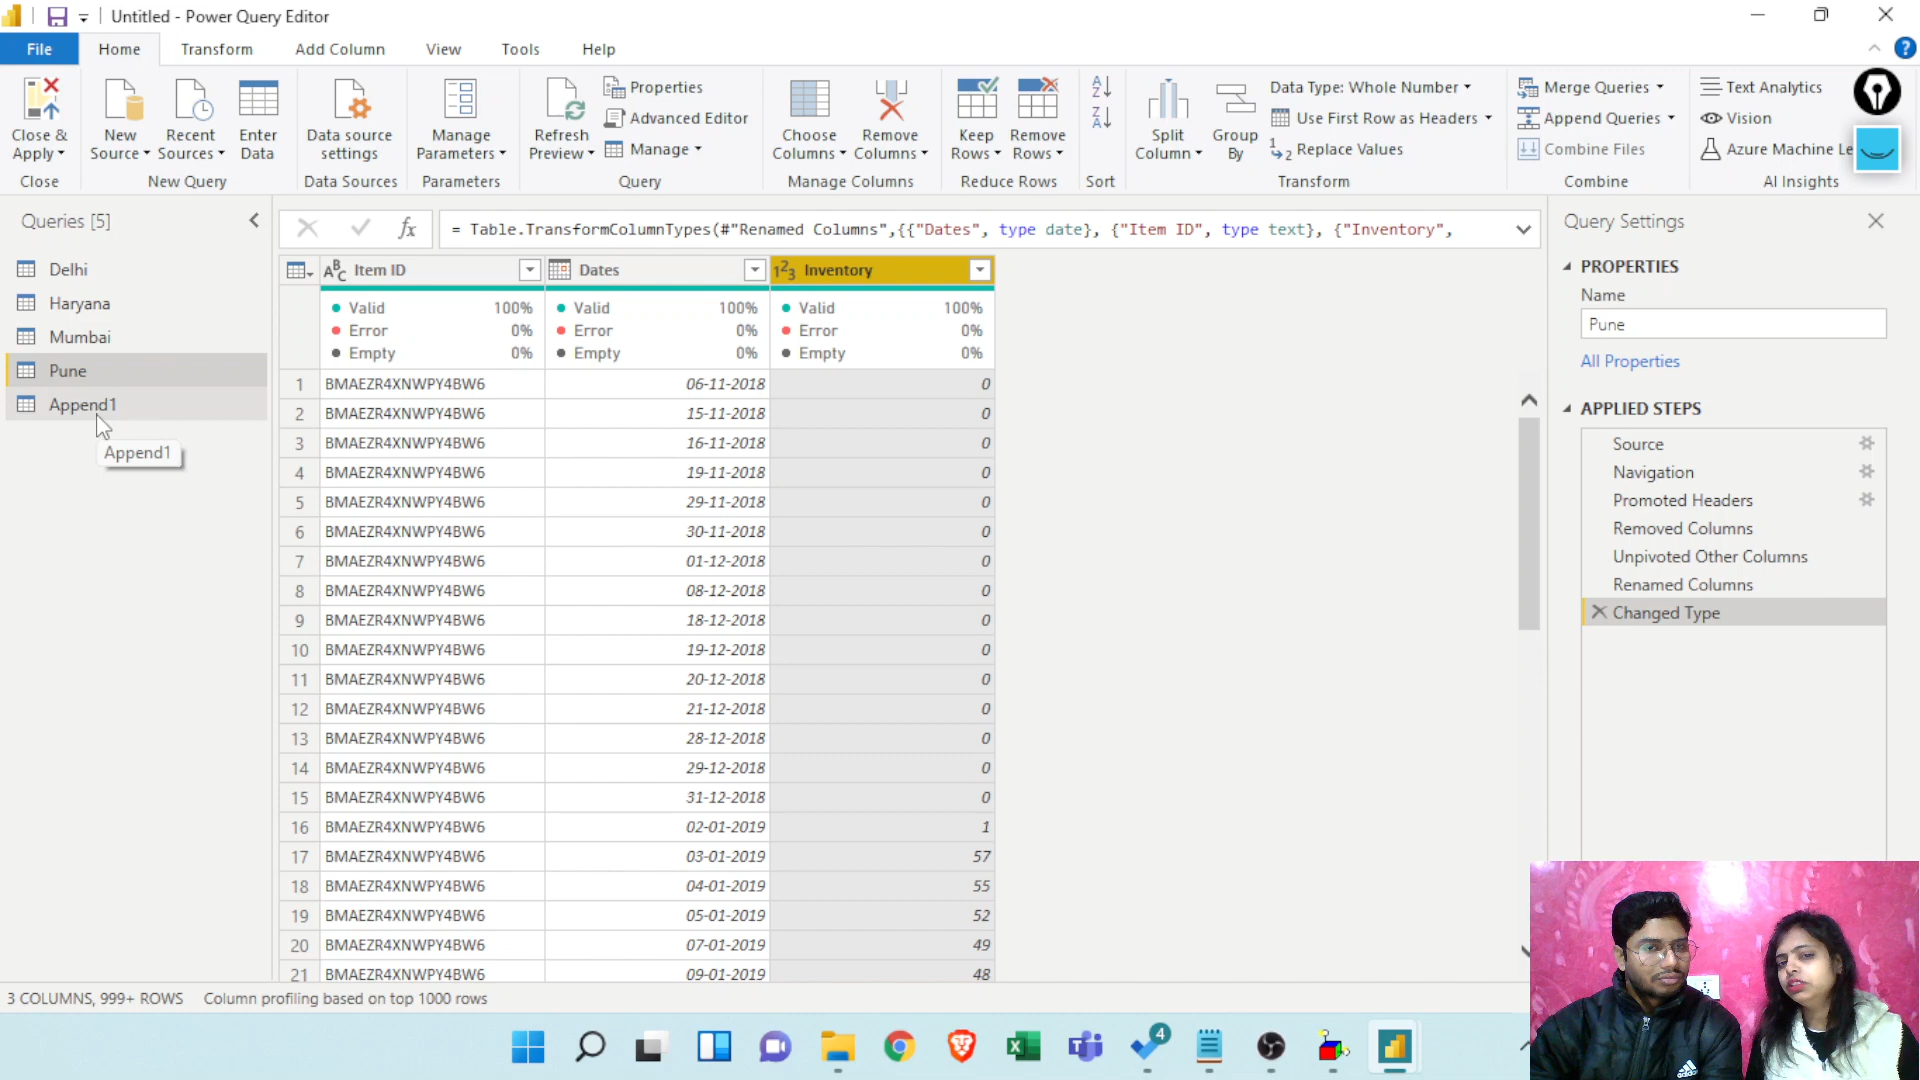 Untitled - Power Query Editor
File Home Transform Add Column View Tools Help
Close & Apply
New Source
Recent Sources
Enter Data
Data source settings
Manage Parameters
Refresh Preview
Properties
Advanced Editor
Manage
Choose Columns
Remove Columns
Keep Rows
Remove Rows
Split Column
Group By
Data Type: Whole Number
Use First Row as Headers
Replace Values
Merge Queries
Append Queries
Combine Files
Text Analytics
Vision
Azure Machine Le
Close
New Query
Data Sources
Parameters
Query
Manage Columns
Reduce Rows
Sort
Transform
Combine
AI Insights
Queries [5]
Delhi
Haryana
Mumbai
Pune
Append1
Append1
fx = Table.TransformColumnTypes(#"Renamed Columns",{{"Dates", type date}, {"Item ID", type text}, {"Inventory",
Item ID Dates Inventory
Valid 100% Valid 100% Valid 100%
Error 0% Error 0% Error 0%
Empty 0% Empty 0% Empty 0%
1 BMAEZR4XNWPY4BW6 06-11-2018 0
2 BMAEZR4XNWPY4BW6 15-11-2018 0
3 BMAEZR4XNWPY4BW6 16-11-2018 0
4 BMAEZR4XNWPY4BW6 19-11-2018 0
5 BMAEZR4XNWPY4BW6 29-11-2018 0
6 BMAEZR4XNWPY4BW6 30-11-2018 0
7 BMAEZR4XNWPY4BW6 01-12-2018 0
8 BMAEZR4XNWPY4BW6 08-12-2018 0
9 BMAEZR4XNWPY4BW6 18-12-2018 0
10 BMAEZR4XNWPY4BW6 19-12-2018 0
11 BMAEZR4XNWPY4BW6 20-12-2018 0
12 BMAEZR4XNWPY4BW6 21-12-2018 0
13 BMAEZR4XNWPY4BW6 28-12-2018 0
14 BMAEZR4XNWPY4BW6 29-12-2018 0
15 BMAEZR4XNWPY4BW6 31-12-2018 0
16 BMAEZR4XNWPY4BW6 02-01-2019 1
17 BMAEZR4XNWPY4BW6 03-01-2019 57
18 BMAEZR4XNWPY4BW6 04-01-2019 55
19 BMAEZR4XNWPY4BW6 05-01-2019 52
20 BMAEZR4XNWPY4BW6 07-01-2019 49
21 BMAEZR4XNWPY4BW6 09-01-2019 48
Query Settings
PROPERTIES
Name
Pune
All Properties
APPLIED STEPS
Source
Navigation
Promoted Headers
Removed Columns
Unpivoted Other Columns
Renamed Columns
Changed Type
3 COLUMNS, 999+ ROWS Column profiling based on top 1000 rows
4
adidas